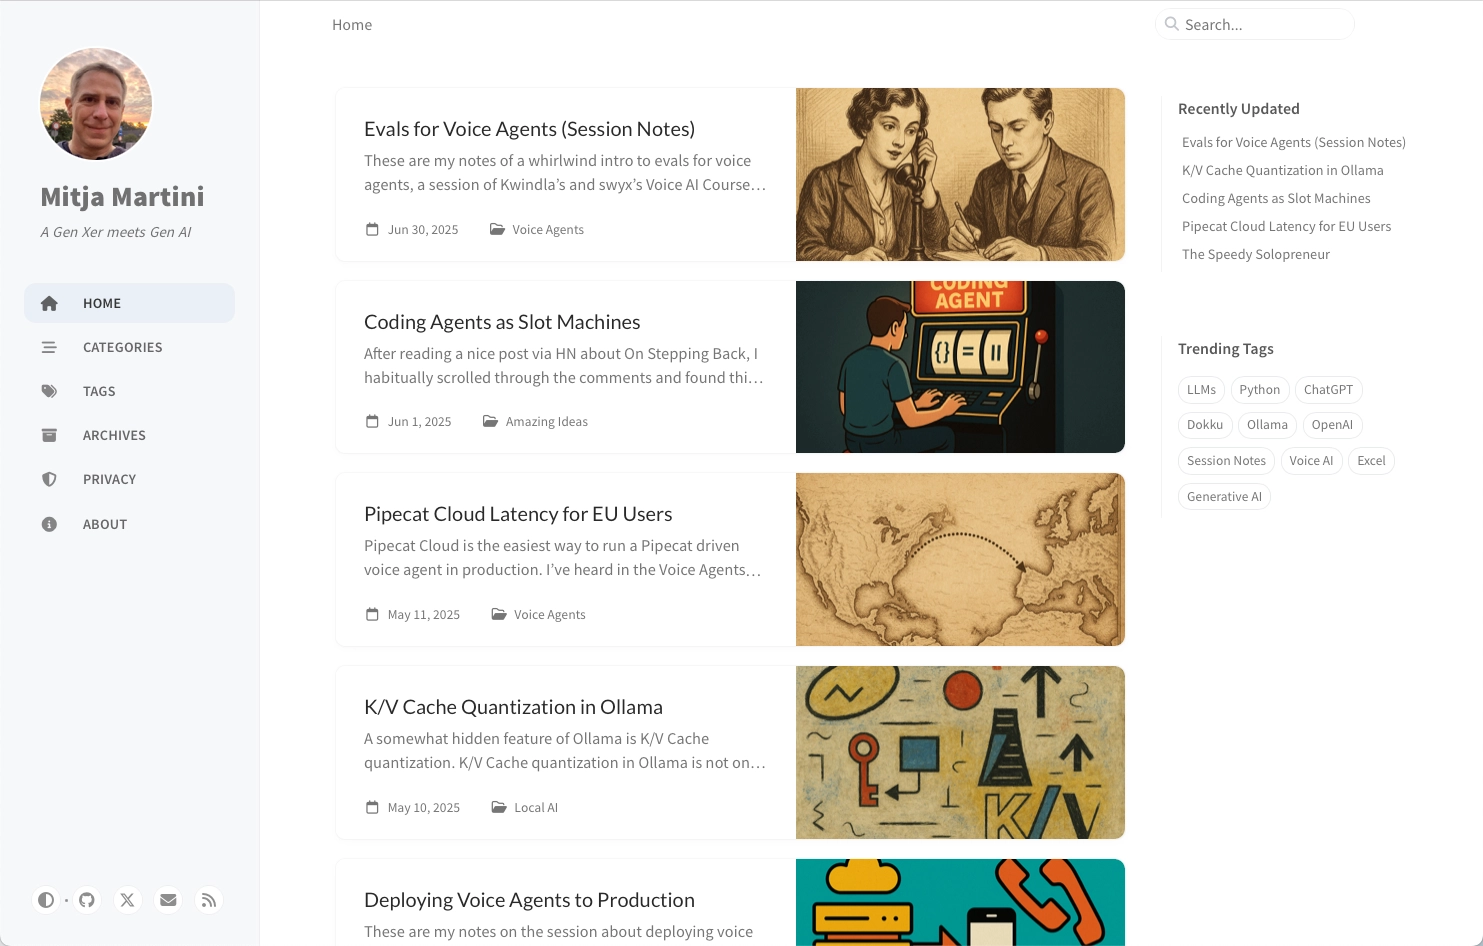 Mitja Martini
A Gen Xer meets Gen AI
HOME
CATEGORIES
TAGS
ARCHIVES
PRIVACY
ABOUT
Home
Search...
Evals for Voice Agents (Session Notes)
These are my notes of a whirlwind intro to evals for voice
agents, a session of Kwindla’s and swyx’s Voice AI Course…
Jun 30, 2025
Voice Agents
Coding Agents as Slot Machines
After reading a nice post via HN about On Stepping Back, I
habitually scrolled through the comments and found thi…
Jun 1, 2025
Amazing Ideas
CODING
AGENT
{} = II
Pipecat Cloud Latency for EU Users
Pipecat Cloud is the easiest way to run a Pipecat driven
voice agent in production. I’ve heard in the Voice Agents…
May 11, 2025
Voice Agents
K/V Cache Quantization in Ollama
A somewhat hidden feature of Ollama is K/V Cache
quantization. K/V Cache quantization in Ollama is not on…
May 10, 2025
Local AI
K/V
Deploying Voice Agents to Production
These are my notes on the session about deploying voice
Recently Updated
Evals for Voice Agents (Session Notes)
K/V Cache Quantization in Ollama
Coding Agents as Slot Machines
Pipecat Cloud Latency for EU Users
The Speedy Solopreneur
Trending Tags
LLMs Python ChatGPT
Dokku Ollama OpenAI
Session Notes Voice AI Excel
Generative AI